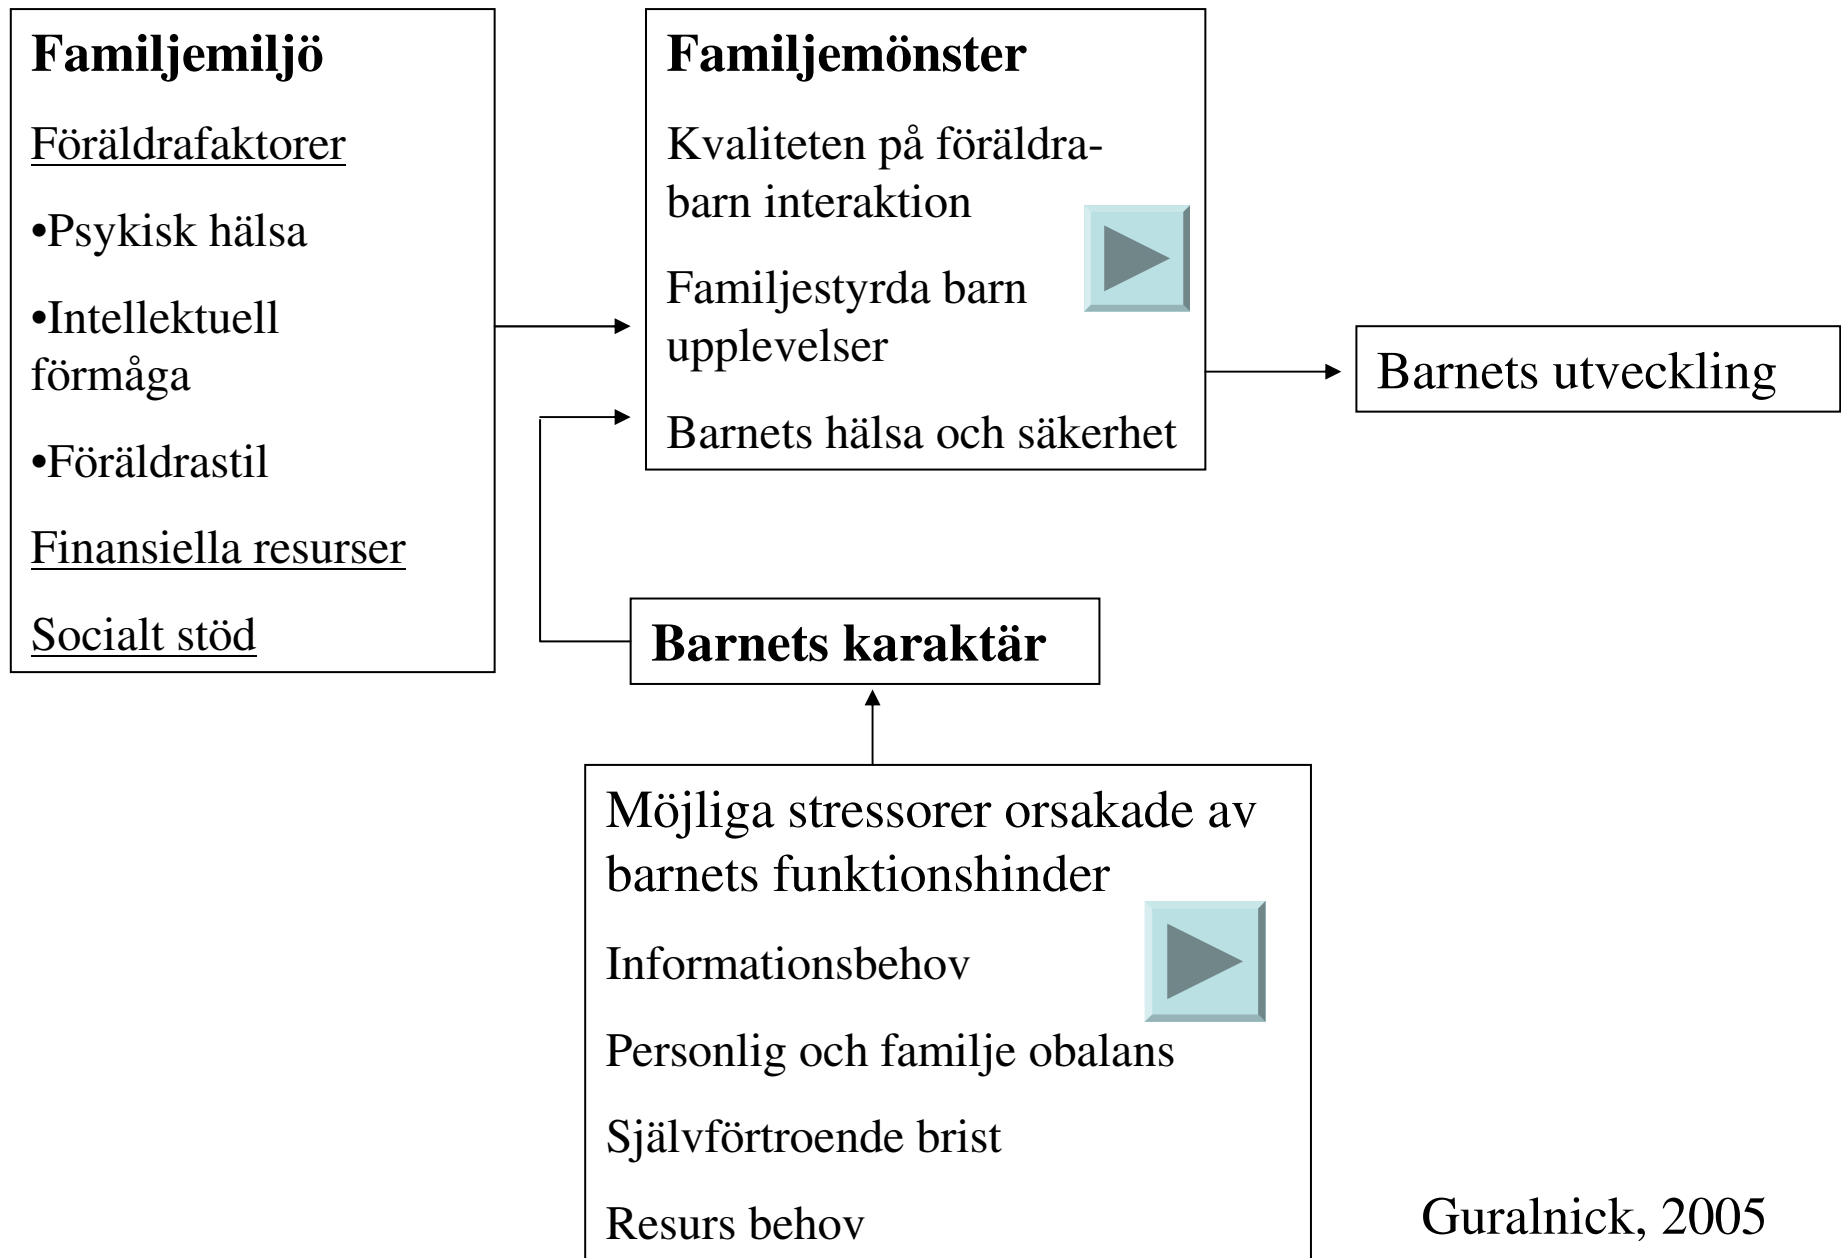 Familjemiljö
Föräldrafaktorer
•Psykisk hälsa
•Intellektuell
förmåga
•Föräldrastil
Finansiella resurser
Socialt stöd
Familjemönster
Kvaliteten på föräldra-
barn interaktion
Familjestyrda barn
upplevelser
Barnets hälsa och säkerhet
Barnets utveckling
Barnets karaktär
Möjliga stressorer orsakade av
barnets funktionshinder
Informationsbehov
Personlig och familje obalans
Självförtroende brist
Resurs behov
Guralnick, 2005